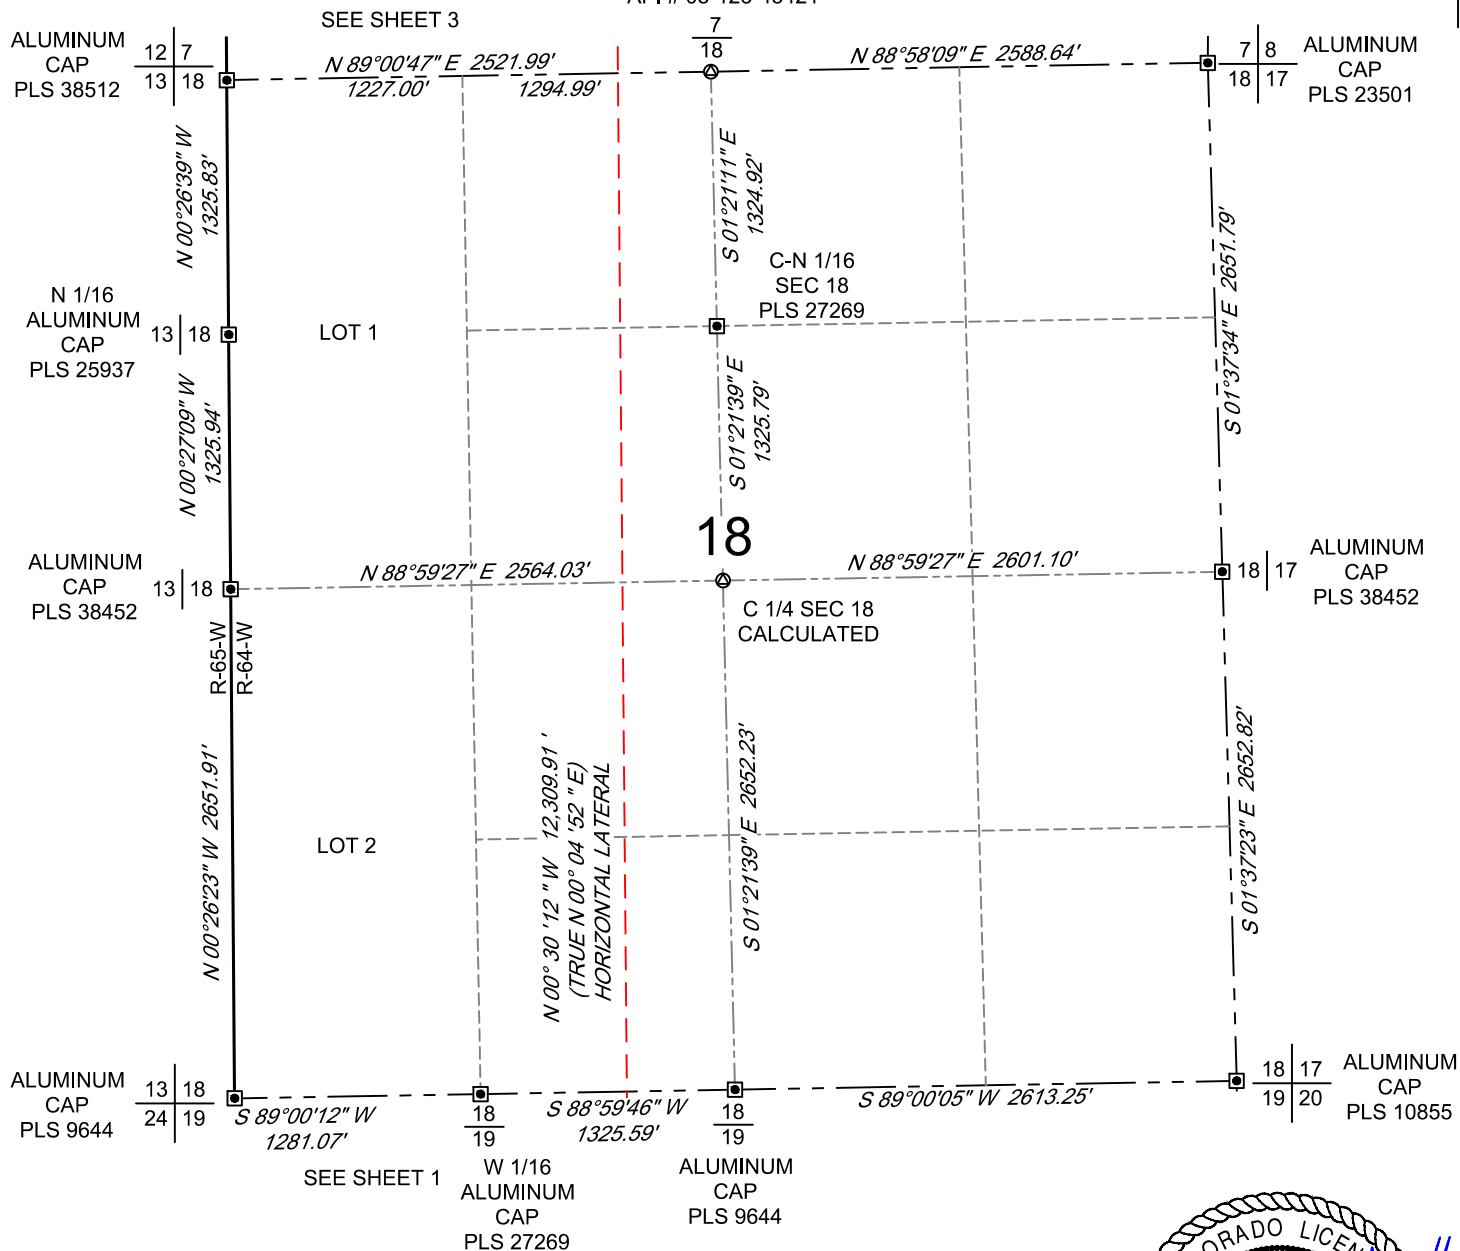 SEE SHEET 3
ALUMINUM
CAP
PLS 38512
12 7
13 18
N 89°00'47" E 2521.99'
1227.00' 1294.99'
7
18
N 88°58'09" E 2588.64'
7 8
18 17
ALUMINUM
CAP
PLS 23501
N 00°26'39" W
1325.83'
S 01°21'11" E
1324.92'
S 01°37'34" E 2651.79'
N 1/16
ALUMINUM
CAP
PLS 25937
13 18
LOT 1
C-N 1/16
SEC 18
PLS 27269
N 00°27'09" W
1325.94'
S 01°21'39" E
1325.79'
18
ALUMINUM
CAP
PLS 38452
13 18
N 88°59'27" E 2564.03'
N 88°59'27" E 2601.10'
18 17
ALUMINUM
CAP
PLS 38452
C 1/4 SEC 18
CALCULATED
R-65-W
R-64-W
N 00°26'23" W 2651.91'
LOT 2
N 00° 30 '12 " W 12,309.91 '
(TRUE N 00° 04 '52 " E)
HORIZONTAL LATERAL
S 01°21'39" E 2652.23'
S 01°37'23" E 2652.82'
ALUMINUM
CAP
PLS 9644
13 18
24 19
S 89°00'12" W
1281.07'
18
19
S 88°59'46" W
1325.59'
18
19
S 89°00'05" W 2613.25'
18 17
19 20
ALUMINUM
CAP
PLS 10855
SEE SHEET 1
W 1/16
ALUMINUM
CAP
PLS 27269
ALUMINUM
CAP
PLS 9644